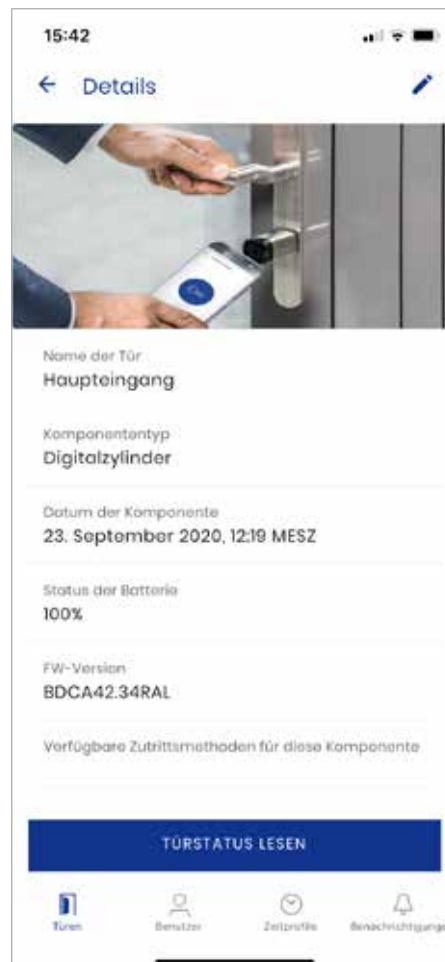 15:42
Details
Name der Tür
Haupteingang
Komponententyp
Digitalzylinder
Datum der Komponente
23. September 2020, 12:19 MESZ
Status der Batterie
100%
FW-Version
BDCA42.34RAL
Verfügbare Zutrittsmethoden für diese Komponente
TÜRSTATUS LESEN
Türen
Benutzer
Zeitprofile
Benachrichtigunge